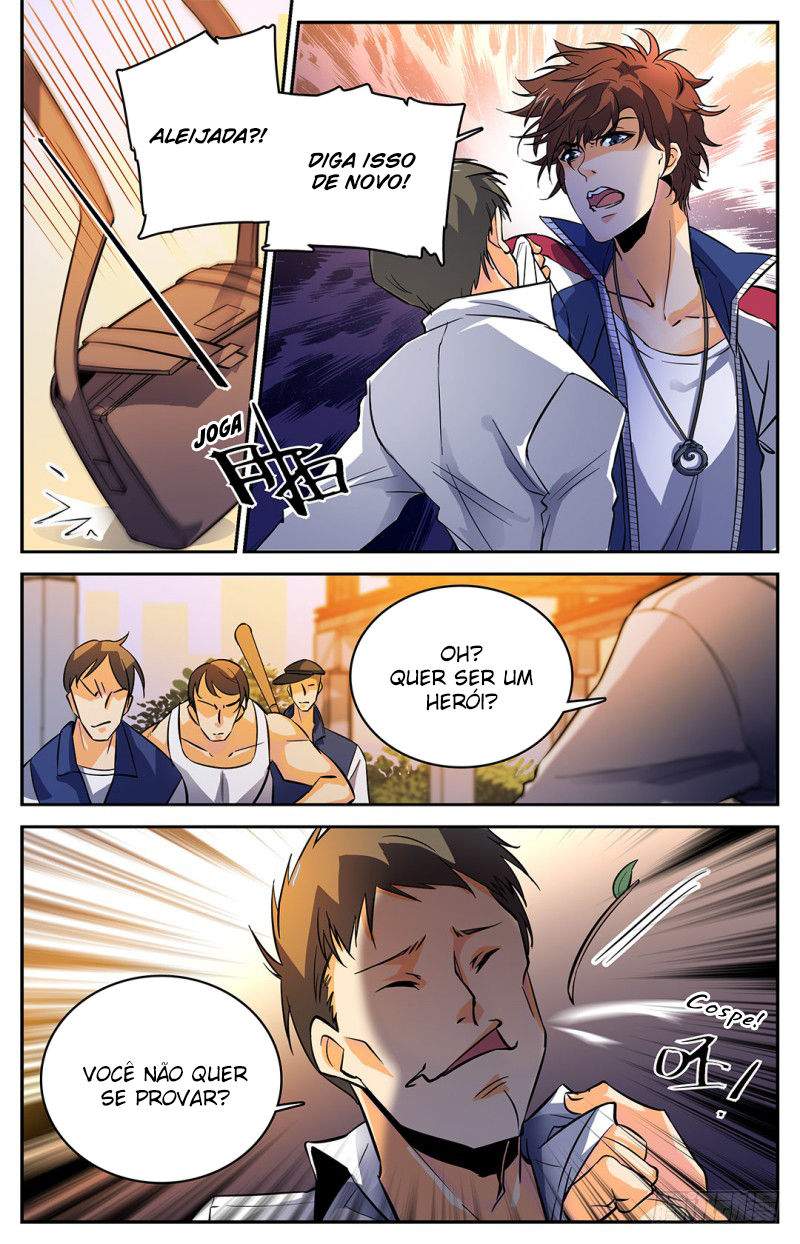 ALEIJADA?!
DIGA ISSO
DE NOVO!
JOGA
OH?
QUER SER UM
HERÓI?
Cospe!
VOCÊ NÃO QUER
SE PROVAR?